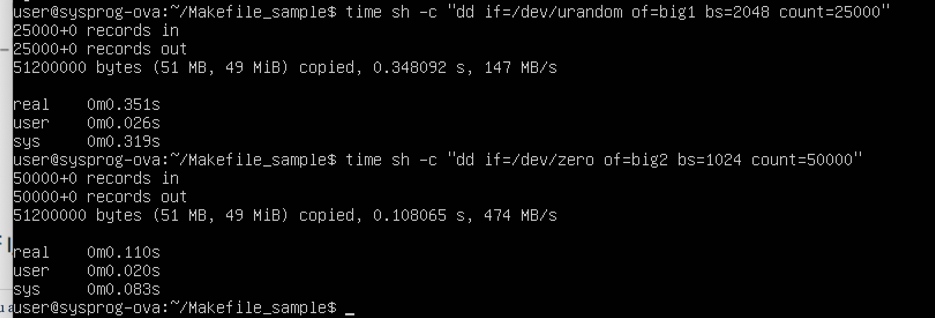 user@sysprog-ova:~/Makefile_sample$ time sh -c "dd if=/dev/urandom of=big1 bs=2048 count=25000"
25000+0 records in
25000+0 records out
51200000 bytes (51 MB, 49 MiB) copied, 0.348092 s, 147 MB/s
real    0m0.351s
user    0m0.026s
sys     0m0.319s
user@sysprog-ova:~/Makefile_sample$ time sh -c "dd if=/dev/zero of=big2 bs=1024 count=50000"
50000+0 records in
50000+0 records out
51200000 bytes (51 MB, 49 MiB) copied, 0.108065 s, 474 MB/s
real    0m0.110s
user    0m0.020s
sys     0m0.083s
user@sysprog-ova:~/Makefile_sample$ _